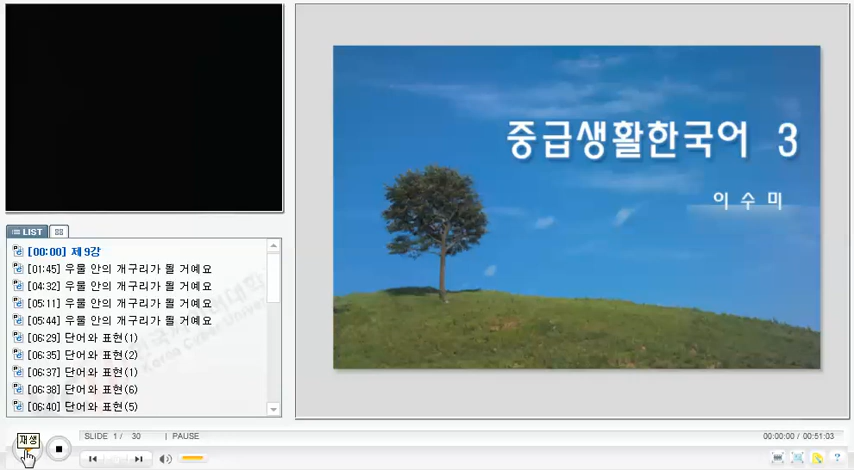 중급생활한국어 3
이 수 미
LIST
[00:00] 제 9강
[01:45] 우물 안의 개구리가 될 거예요
[04:32] 우물 안의 개구리가 될 거예요
[05:11] 우물 안의 개구리가 될 거예요
[05:44] 우물 안의 개구리가 될 거예요
[06:29] 단어와 표현(1)
[06:35] 단어와 표현(2)
[06:37] 단어와 표현(1)
[06:38] 단어와 표현(6)
[06:40] 단어와 표현(5)
재생
SLIDE 1 / 30 | PAUSE
00:00:00 / 00:51:03